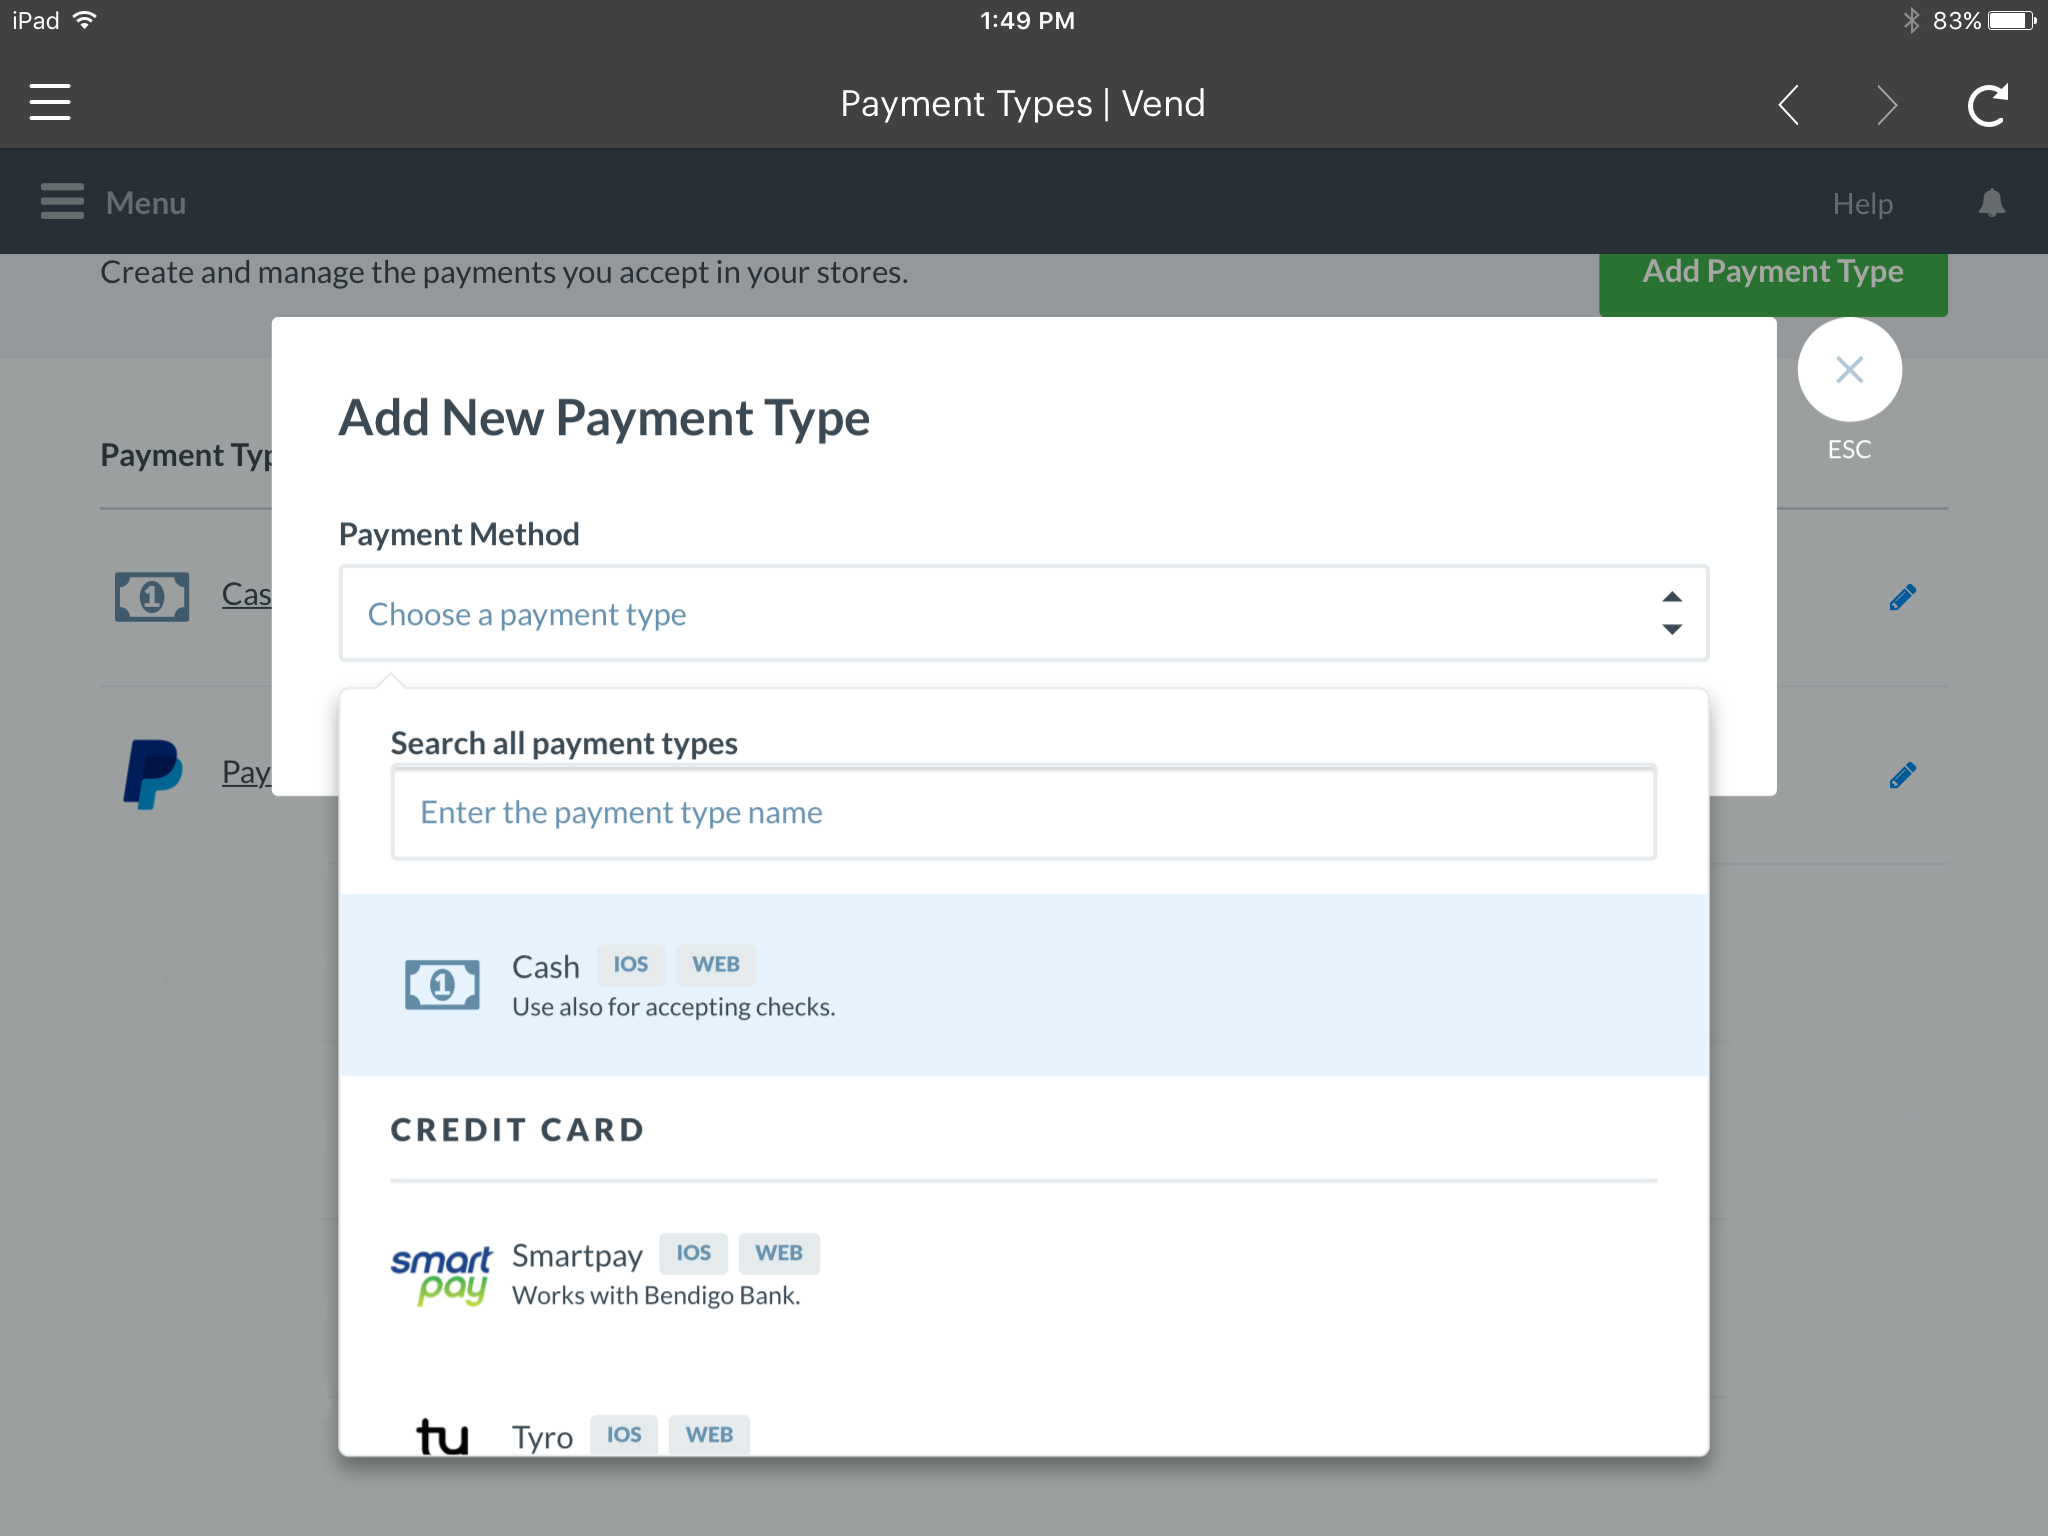 iPad
1:49 PM
83%
Payment Types | Vend
Menu
Help
Create and manage the payments you accept in your stores.
Add Payment Type
Add New Payment Type
ESC
Payment Typ
Payment Method
Cas
1
Choose a payment type
Search all payment types
Pay
Enter the payment type name
Cash IOS WEB
1
Use also for accepting checks.
CREDIT CARD
smart pay
Smartpay IOS WEB
Works with Bendigo Bank.
Tyro IOS WEB